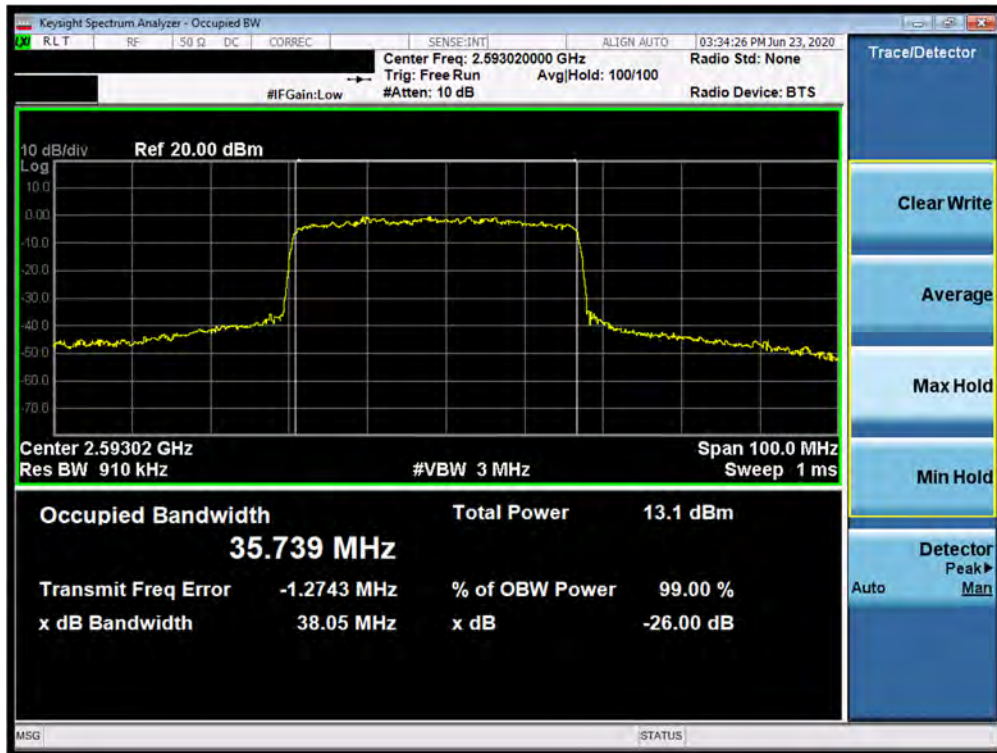 Keysight Spectrum Analyzer - Occupied BW
LXI RLT RF 50 Ω DC CORREC SENSE:INT ALIGN AUTO 03:34:26 PM Jun 23, 2020
Center Freq: 2.593020000 GHz Radio Std: None
Trig: Free Run Avg|Hold: 100/100
#IFGain:Low #Atten: 10 dB Radio Device: BTS
Trace/Detector
10 dB/div Ref 20.00 dBm
Log
10.0
0.00
-10.0
-20.0
-30.0
-40.0
-50.0
-60.0
-70.0
Center 2.59302 GHz Span 100.0 MHz
Res BW 910 kHz #VBW 3 MHz Sweep 1 ms
Occupied Bandwidth Total Power 13.1 dBm
35.739 MHz
Transmit Freq Error -1.2743 MHz % of OBW Power 99.00 %
x dB Bandwidth 38.05 MHz x dB -26.00 dB
Clear Write
Average
Max Hold
Min Hold
Detector
Peak▶
Auto Man
MSG STATUS